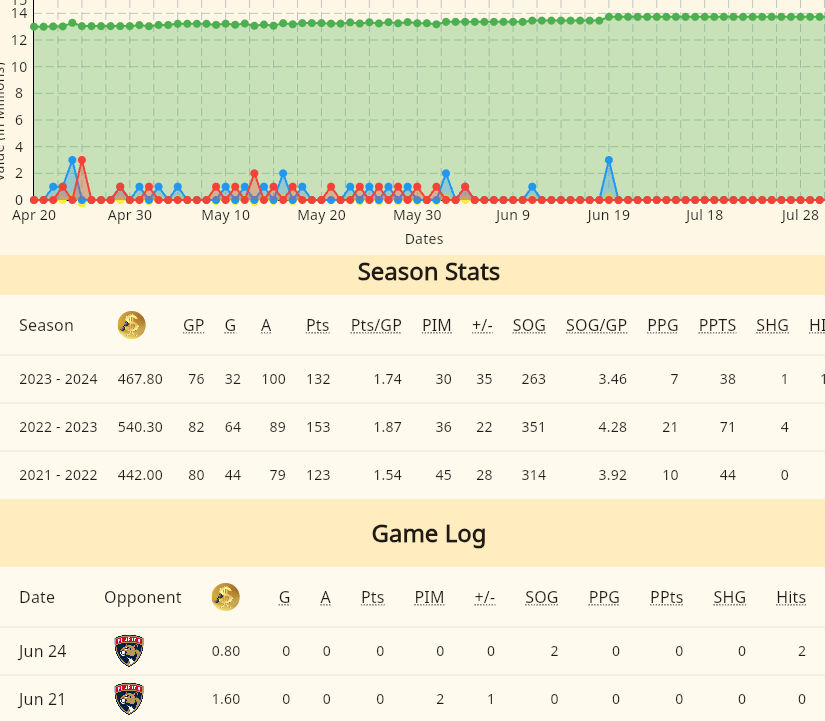 15
14
12
10
8
6
4
2
0
Value (in Millions)
Apr 20 Apr 30 May 10 May 20 May 30 Jun 9 Jun 19 Jul 18 Jul 28
Dates
Season Stats
Season GP G A Pts Pts/GP PIM +/- SOG SOG/GP PPG PPTS SHG HI
2023 - 2024 467.80 76 32 100 132 1.74 30 35 263 3.46 7 38 1 1
2022 - 2023 540.30 82 64 89 153 1.87 36 22 351 4.28 21 71 4
2021 - 2022 442.00 80 44 79 123 1.54 45 28 314 3.92 10 44 0
Game Log
Date Opponent G A Pts PIM +/- SOG PPG PPts SHG Hits
Jun 24 0.80 0 0 0 0 0 2 0 0 0 2
Jun 21 1.60 0 0 0 2 1 0 0 0 0 0